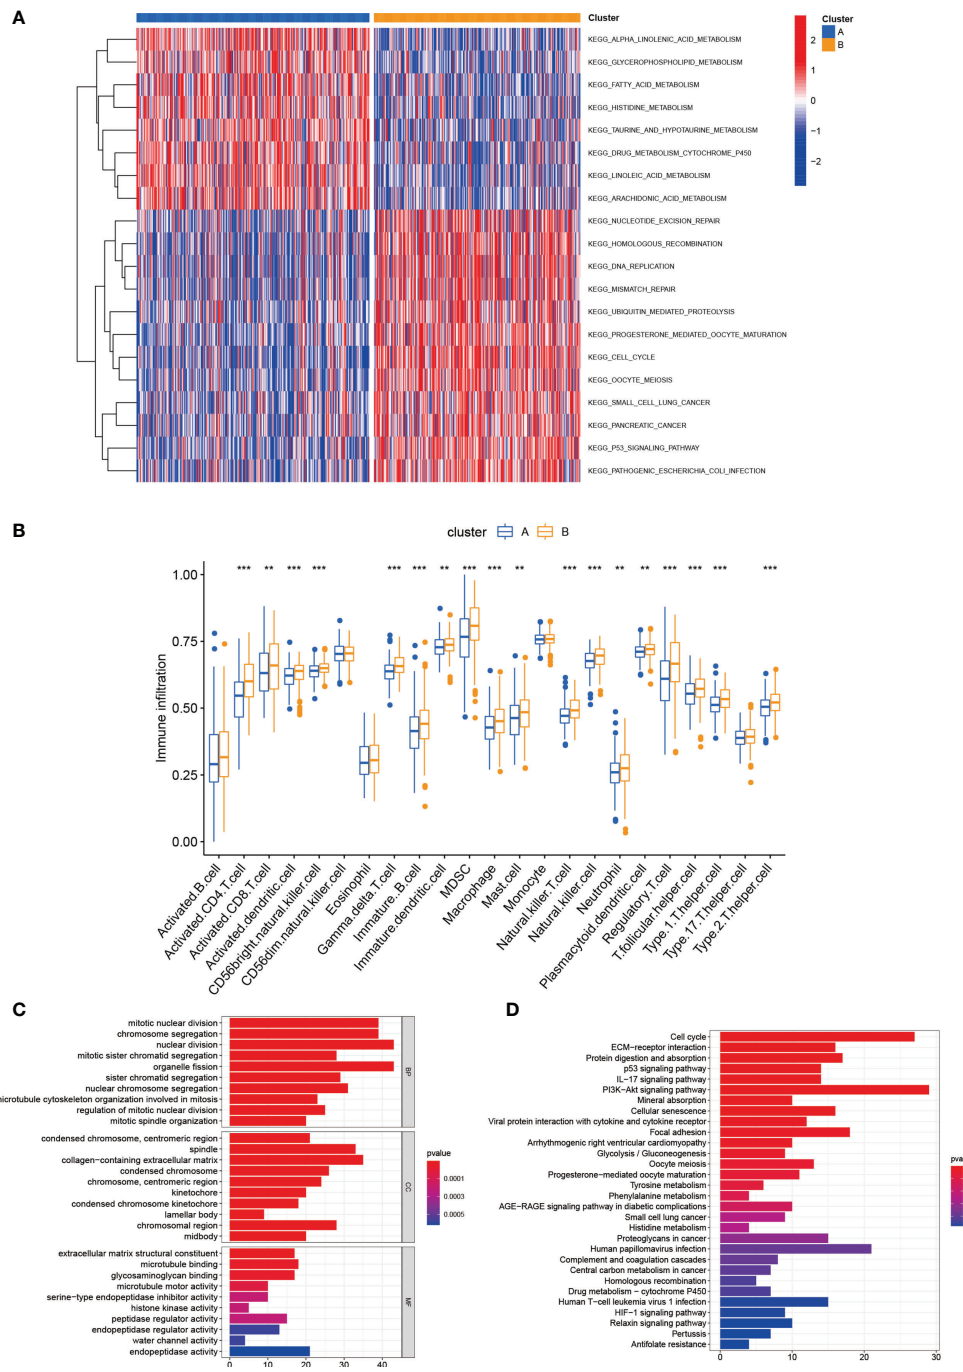 A
Cluster
KEGG_ALPHA_LINOLENIC_ACID_METABOLISM
KEGG_GLYCEROPHOSPHOLIPID_METABOLISM
KEGG_FATTY_ACID_METABOLISM
KEGG_HISTIDINE_METABOLISM
KEGG_TAURINE_AND_HYPOTAURINE_METABOLISM
KEGG_DRUG_METABOLISM_CYTOCHROME_P450
KEGG_LINOLEIC_ACID_METABOLISM
KEGG_ARACHIDONIC_ACID_METABOLISM
KEGG_NUCLEOTIDE_EXCISION_REPAIR
KEGG_HOMOLOGOUS_RECOMBINATION
KEGG_DNA_REPLICATION
KEGG_MISMATCH_REPAIR
KEGG_UBIQUITIN_MEDIATED_PROTEOLYSIS
KEGG_PROGESTERONE_MEDIATED_OOCYTE_MATURATION
KEGG_CELL_CYCLE
KEGG_OOCYTE_MEIOSIS
KEGG_SMALL_CELL_LUNG_CANCER
KEGG_PANCREATIC_CANCER
KEGG_P53_SIGNALING_PATHWAY
KEGG_PATHOGENIC_ESCHERICHIA_COLI_INFECTION
2
1
0
−1
−2
Cluster
A
B
B
cluster A B
*** ** *** *** *** *** ** *** *** ** *** *** ** ** *** *** *** ***
Immune infiltration
1.00
0.75
0.50
0.25
0.00
Activated.B.cell
Activated.CD4.T.cell
Activated.CD8.T.cell
Activated.dendritic.cell
CD56bright.natural.killer.cell
CD56dim.natural.killer.cell
Eosinophil
Gamma.delta.T.cell
Immature..B.cell
Immature.dendritic.cell
MDSC
Macrophage
Mast.cell
Monocyte
Natural.killer.T.cell
Natural.killer.cell
Neutrophil
Plasmacytoid.dendritic.cell
Regulatory.T.cell
T.follicular.helper.cell
Type.1.T.helper.cell
Type.17.T.helper.cell
Type.2.T.helper.cell
C
mitotic nuclear division
chromosome segregation
nuclear division
mitotic sister chromatid segregation
organelle fission
sister chromatid segregation
nuclear chromosome segregation
microtubule cytoskeleton organization involved in mitosis
regulation of mitotic nuclear division
mitotic spindle organization
BP
condensed chromosome, centromeric region
spindle
collagen-containing extracellular matrix
condensed chromosome
chromosome, centromeric region
kinetochore
condensed chromosome kinetochore
lamellar body
chromosomal region
midbody
CC
extracellular matrix structural constituent
microtubule binding
glycosaminoglycan binding
microtubule motor activity
serine-type endopeptidase inhibitor activity
histone kinase activity
peptidase regulator activity
endopeptidase regulator activity
water channel activity
endopeptidase activity
MF
0 10 20 30 40
pvalue
0.0001
0.0003
0.0005
D
Cell cycle
ECM-receptor interaction
Protein digestion and absorption
p53 signaling pathway
IL-17 signaling pathway
PI3K-Akt signaling pathway
Mineral absorption
Cellular senescence
Viral protein interaction with cytokine and cytokine receptor
Focal adhesion
Arrhythmogenic right ventricular cardiomyopathy
Glycolysis / Gluconeogenesis
Oocyte meiosis
Progesterone-mediated oocyte maturation
Tyrosine metabolism
Phenylalanine metabolism
AGE-RAGE signaling pathway in diabetic complications
Small cell lung cancer
Histidine metabolism
Proteoglycans in cancer
Human papillomavirus infection
Complement and coagulation cascades
Central carbon metabolism in cancer
Homologous recombination
Drug metabolism - cytochrome P450
Human T-cell leukemia virus 1 infection
HIF-1 signaling pathway
Relaxin signaling pathway
Pertussis
Antifolate resistance
0 10 20 30